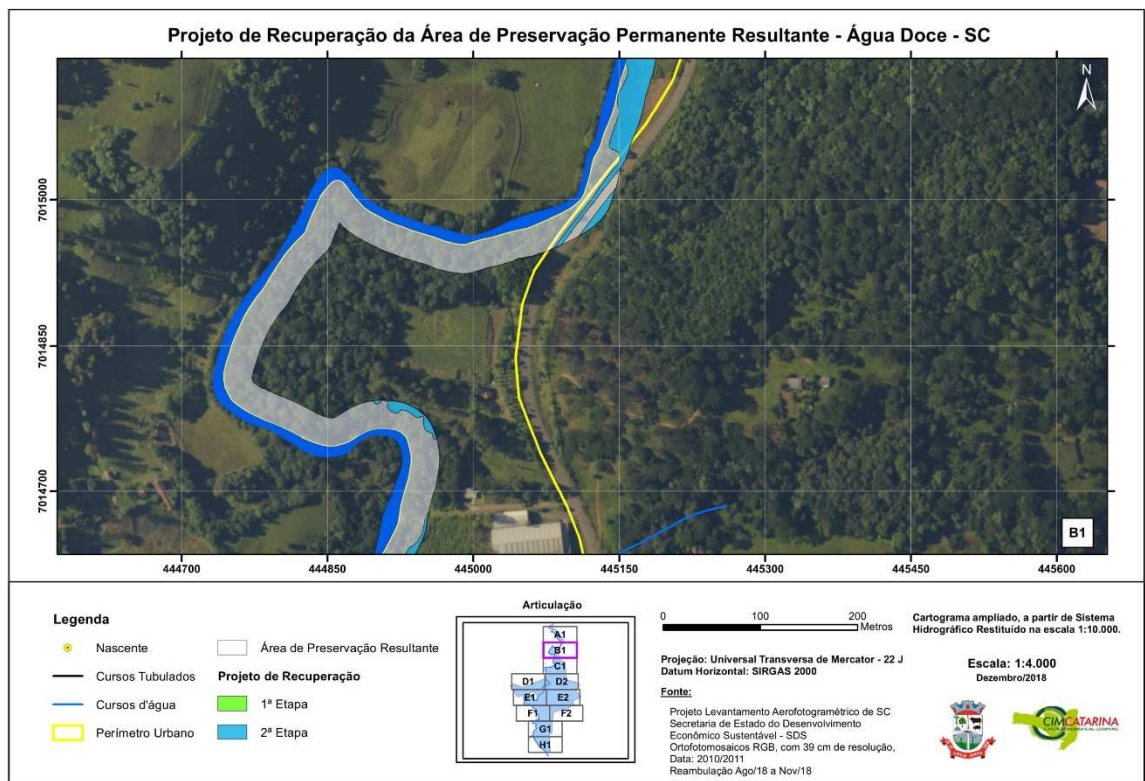 Projeto de Recuperação da Área de Preservação Permanente Resultante - Água Doce - SC
N
7015000
7014850
7014700
B1
444700
444850
445000
445150
445300
445450
445600
Legenda
Nascente
Cursos Tubulados
Cursos d'água
Perímetro Urbano
Área de Preservação Resultante
Projeto de Recuperação
1ª Etapa
2ª Etapa
Articulação
A1
B1
C1
D1
D2
E1
E2
F1
F2
G1
H1
0
100
200
Metros
Projeção: Universal Transversa de Mercator - 22 J
Datum Horizontal: SIRGAS 2000
Fonte:
Projeto Levantamento Aerofotogramétrico de SC
Secretaria de Estado do Desenvolvimento
Econômico Sustentável - SDS
Ortofotomosaicos RGB, com 39 cm de resolução,
Data: 2010/2011
Reambulação Ago/18 a Nov/18
Cartograma ampliado, a partir de Sistema
Hidrográfico Restituído na escala 1:10.000.
Escala: 1:4.000
Dezembro/2018
CIMCATARINA